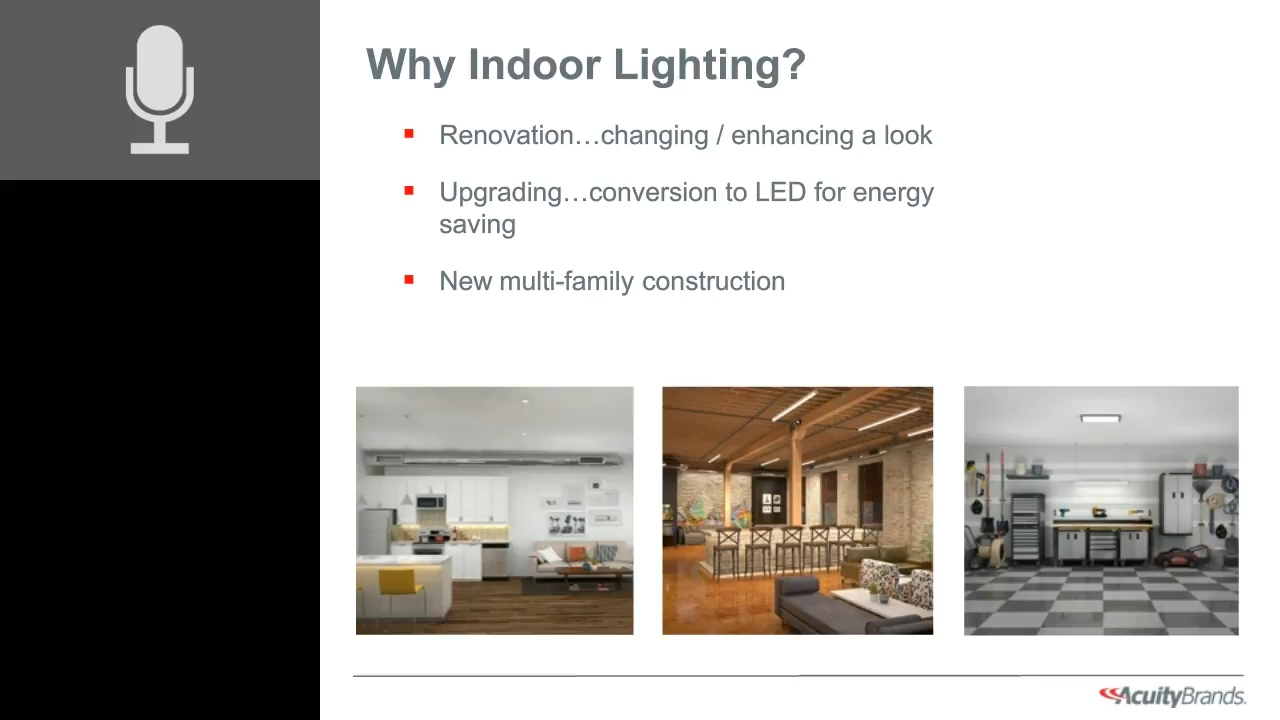 Why Indoor Lighting?
Renovation…changing / enhancing a look
Upgrading…conversion to LED for energy
saving
New multi-family construction
AcuityBrands.